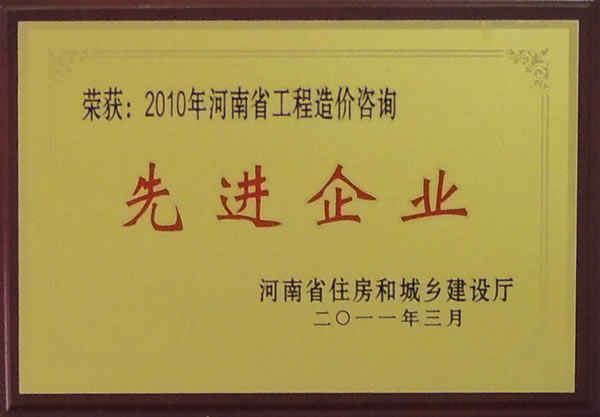 荣获：2010年河南省工程造价咨询
先进企业
河南省住房和城乡建设厅
二〇一一年三月